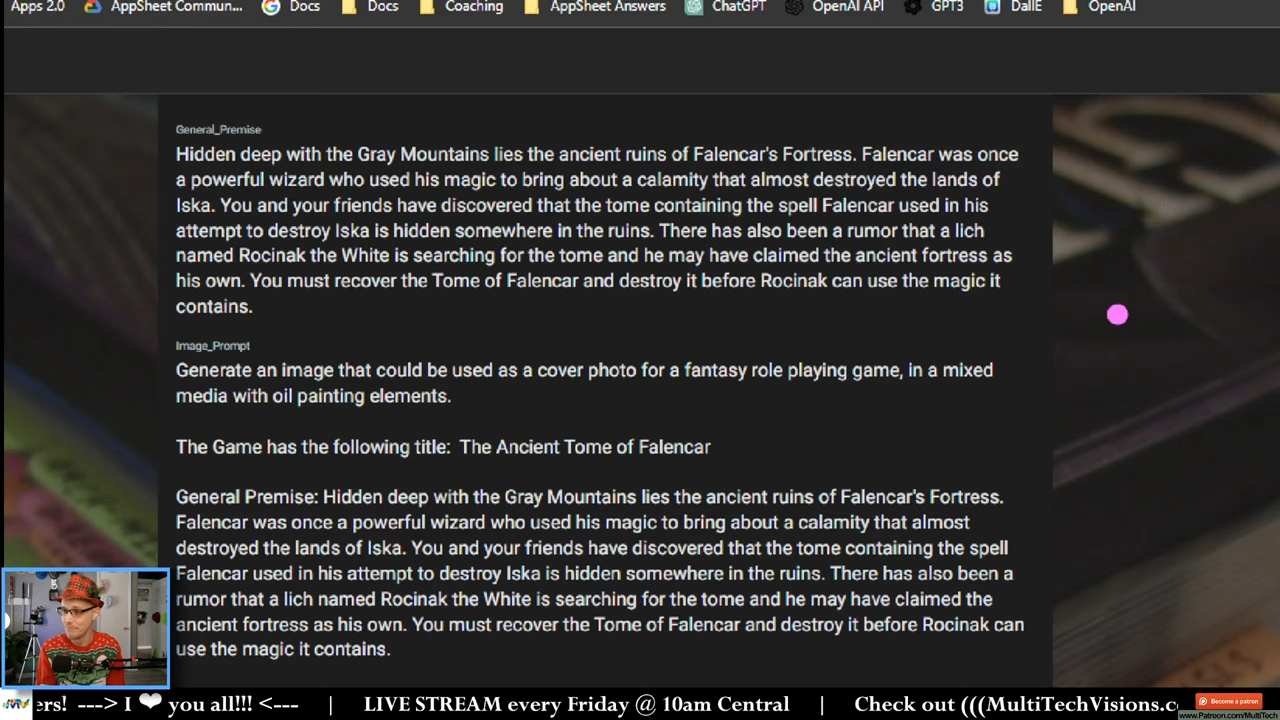 Apps 2.0 AppSheet Commun... Docs Docs Coaching AppSheet Answers ChatGPT OpenAI API GPT3 DallE OpenAI
General_Premise
Hidden deep with the Gray Mountains lies the ancient ruins of Falencar's Fortress. Falencar was once
a powerful wizard who used his magic to bring about a calamity that almost destroyed the lands of
Iska. You and your friends have discovered that the tome containing the spell Falencar used in his
attempt to destroy Iska is hidden somewhere in the ruins. There has also been a rumor that a lich
named Rocinak the White is searching for the tome and he may have claimed the ancient fortress as
his own. You must recover the Tome of Falencar and destroy it before Rocinak can use the magic it
contains.
Image_Prompt
Generate an image that could be used as a cover photo for a fantasy role playing game, in a mixed
media with oil painting elements.
The Game has the following title: The Ancient Tome of Falencar
General Premise: Hidden deep with the Gray Mountains lies the ancient ruins of Falencar's Fortress.
Falencar was once a powerful wizard who used his magic to bring about a calamity that almost
destroyed the lands of Iska. You and your friends have discovered that the tome containing the spell
Falencar used in his attempt to destroy Iska is hidden somewhere in the ruins. There has also been a
rumor that a lich named Rocinak the White is searching for the tome and he may have claimed the
ancient fortress as his own. You must recover the Tome of Falencar and destroy it before Rocinak can
use the magic it contains.
ers! ---> I ❤ you all!!! <--- | LIVE STREAM every Friday @ 10am Central | Check out (((MultiTechVisions.c
Become a patron
www.Patreon.com/MultiTech